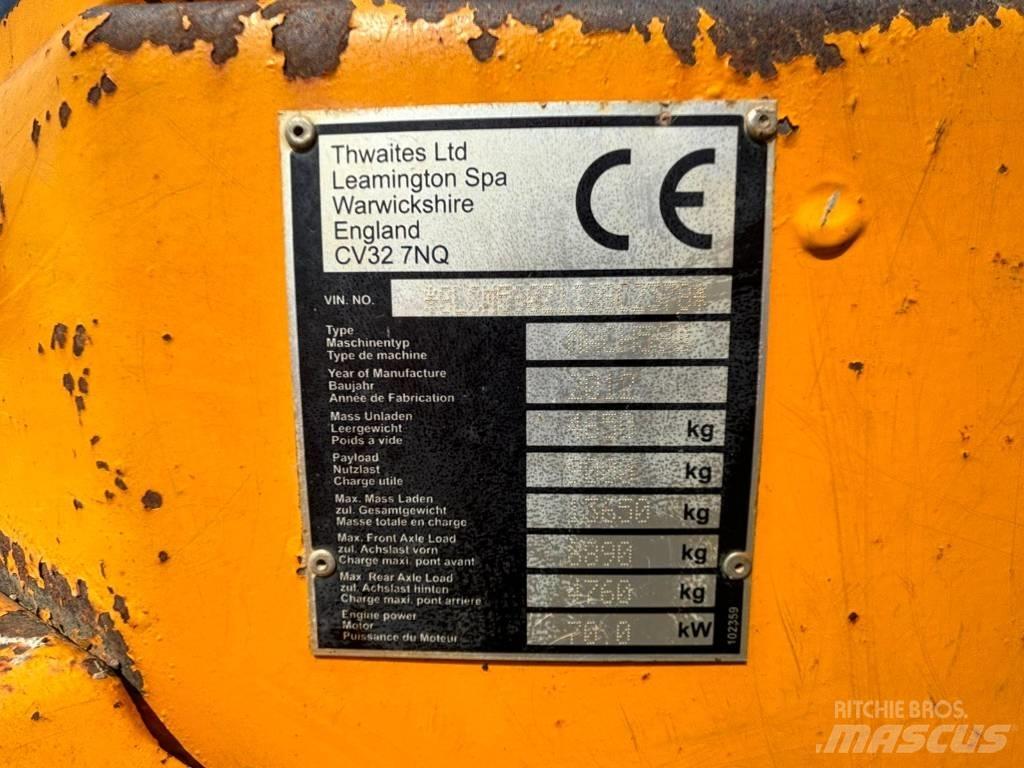 Thwaites Ltd
Leamington Spa
Warwickshire
England
CV32 7NQ
CE
VIN. NO.
Type
Maschinentyp
Type de machine
Year of Manufacture
Baujahr
Année de Fabrication
Mass Unladen
Leergewicht
Poids a vide
kg
Payload
Nutzlast
Charge utile
kg
Max. Mass Laden
zul. Gesamtgewicht
Masse totale en charge
13650 kg
Max. Front Axle Load
zul. Achslast vorn
Charge maxi. pont avant
kg
Max. Rear Axle Load
zul. Achslast hinten
Charge maxi. pont arriere
kg
Engine power
Motor
Puissance du Moteur
kW
102359
RITCHIE BROS.
MASCUS